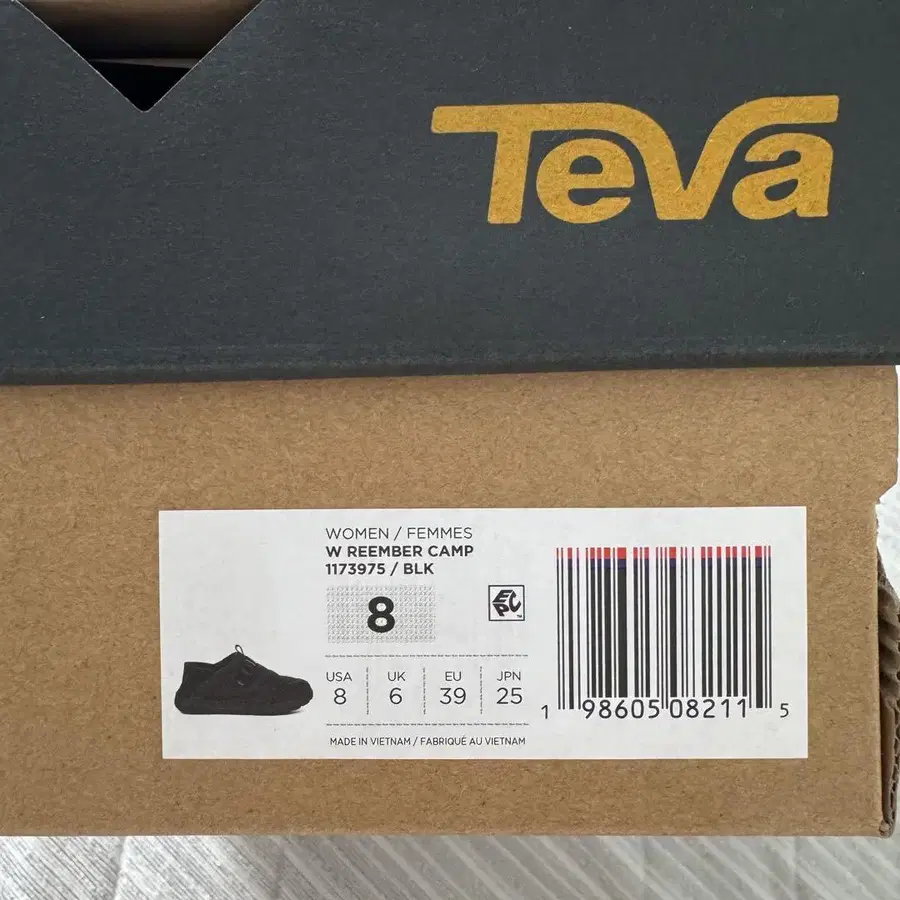 Teva
WOMEN / FEMMES
W REEMBER CAMP
1173975 / BLK
8
EPC™
USA UK EU JPN
8 6 39 25
MADE IN VIETNAM / FABRIQUÉ AU VIETNAM
1 98605 08211 5